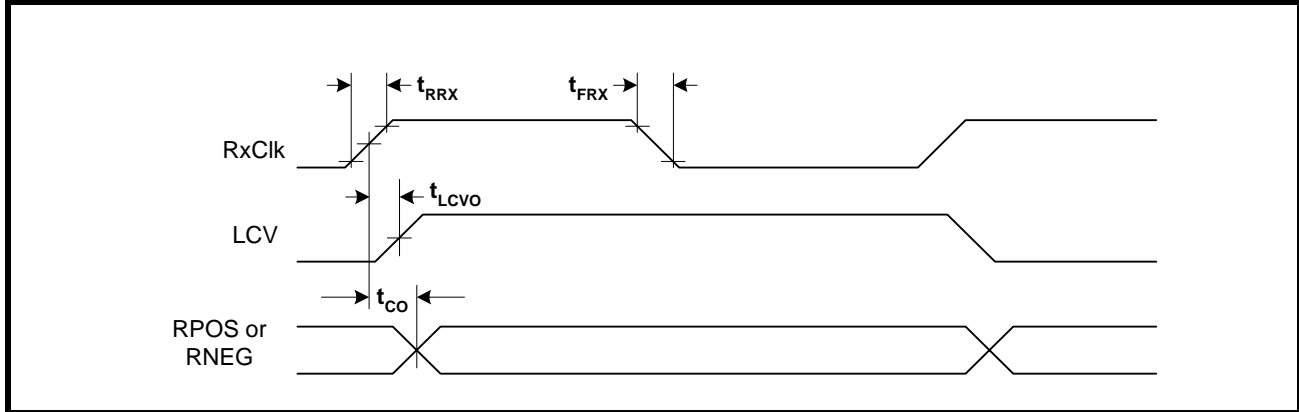 tRRX
tFRX
RxClk
tLCVO
LCV
tCO
RPOS or
RNEG